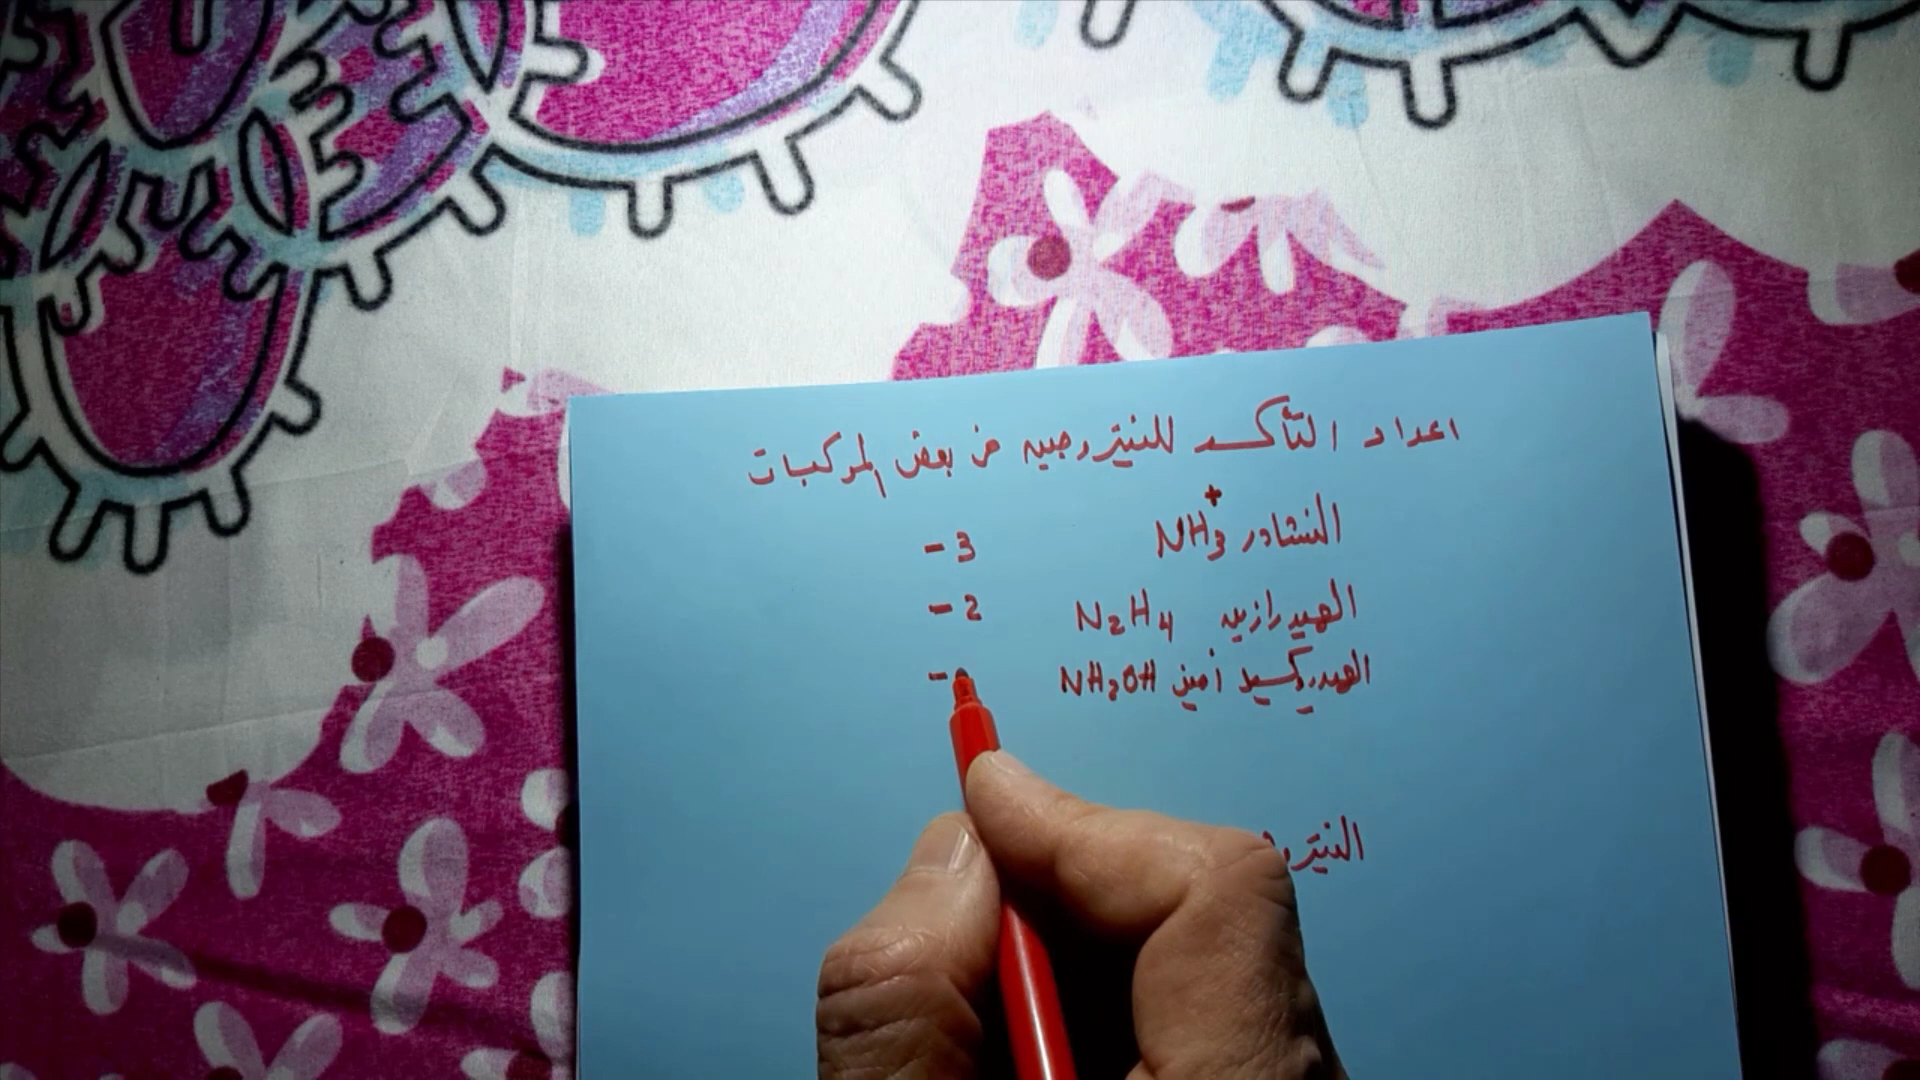 اعداد التأكسد للنيتروجين في بعض المركبات
النشادر NH3 + -3
الهيدرازين N2H4 -2
الهيدروكسيد أمين NH2OH -